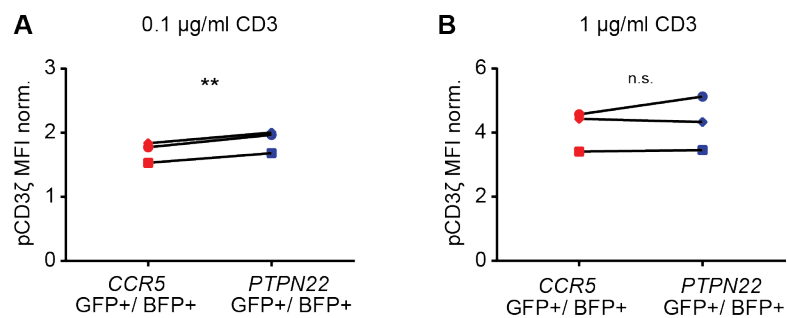 A
0.1 µg/ml CD3
pCD3ζ MFI norm.
3
2
1
0
**
CCR5
GFP+/ BFP+
PTPN22
GFP+/ BFP+
B
1 µg/ml CD3
pCD3ζ MFI norm.
6
4
2
0
n.s.
CCR5
GFP+/ BFP+
PTPN22
GFP+/ BFP+